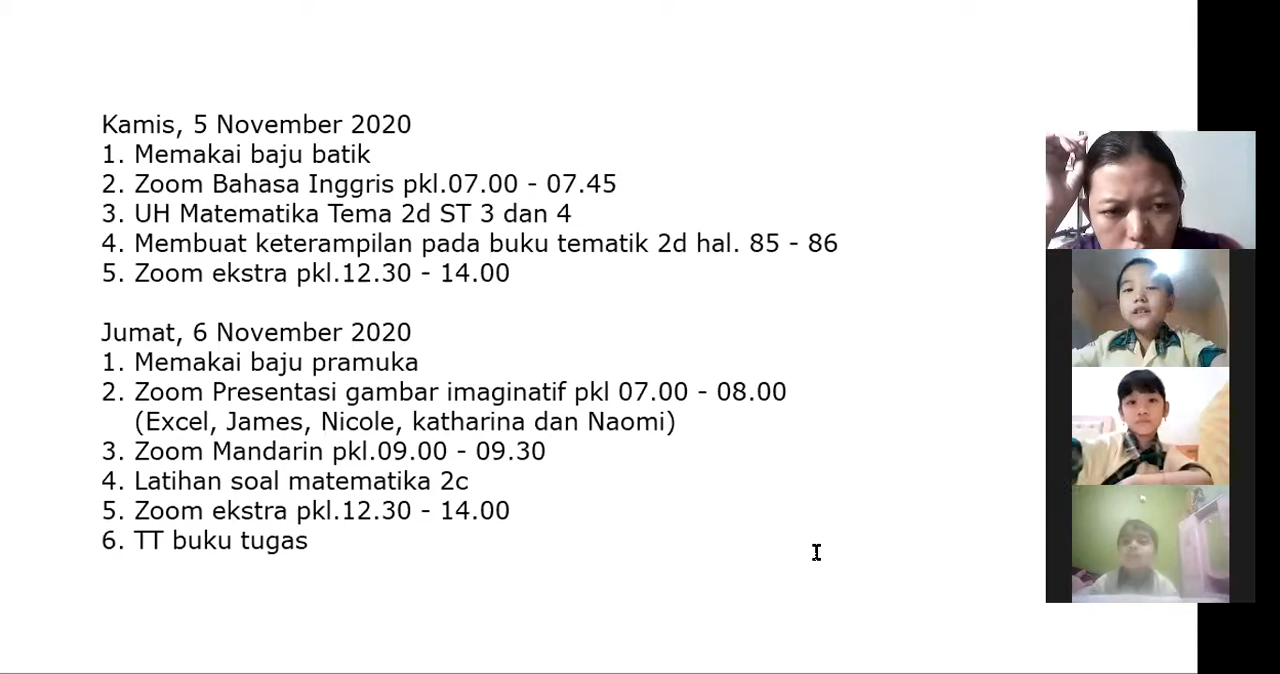 Kamis, 5 November 2020
1. Memakai baju batik
2. Zoom Bahasa Inggris pkl.07.00 - 07.45
3. UH Matematika Tema 2d ST 3 dan 4
4. Membuat keterampilan pada buku tematik 2d hal. 85 - 86
5. Zoom ekstra pkl.12.30 - 14.00
Jumat, 6 November 2020
1. Memakai baju pramuka
2. Zoom Presentasi gambar imaginatif pkl 07.00 - 08.00
(Excel, James, Nicole, katharina dan Naomi)
3. Zoom Mandarin pkl.09.00 - 09.30
4. Latihan soal matematika 2c
5. Zoom ekstra pkl.12.30 - 14.00
6. TT buku tugas